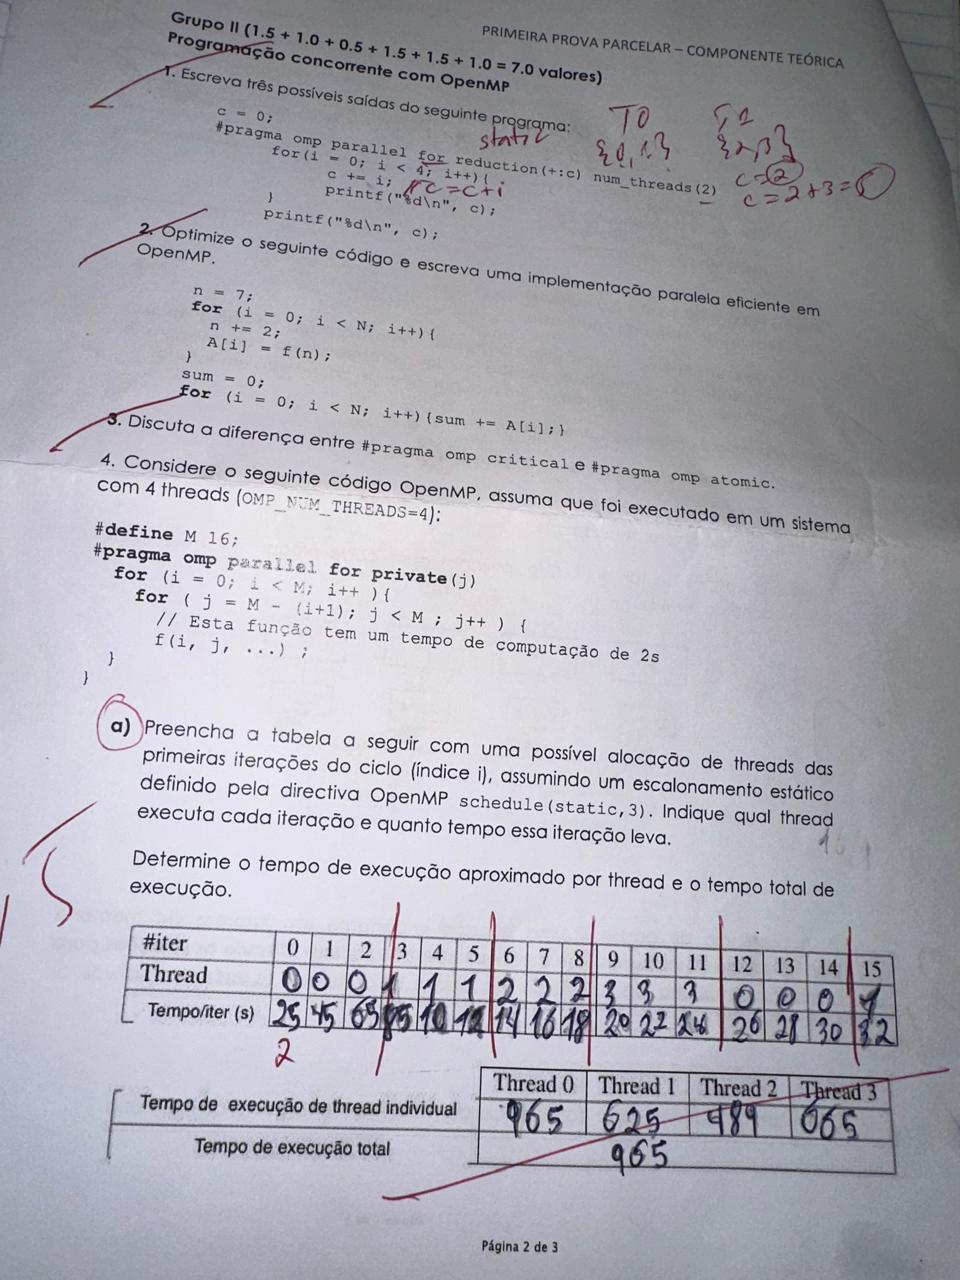 PRIMEIRA PROVA PARCELAR – COMPONENTE TEÓRICA
Grupo II (1.5 + 1.0 + 0.5 + 1.5 + 1.5 + 1.0 = 7.0 valores)
Programação concorrente com OpenMP
1. Escreva três possíveis saídas do seguinte programa:
static
T0
{0,1}
{2,3}
c = 0;
#pragma omp parallel for reduction(+:c) num_threads(2)
for(i = 0; i < 4; i++){
c += i;
c=c+i
printf("%d\n", c);
}
printf("%d\n", c);
c=2
c=2+3=
2. Optimize o seguinte código e escreva uma implementação paralela eficiente em
OpenMP.
n = 7;
for (i = 0; i < N; i++){
n += 2;
A[i] = f(n);
}
sum = 0;
for (i = 0; i < N; i++){sum += A[i];}
3. Discuta a diferença entre #pragma omp critical e #pragma omp atomic.
4. Considere o seguinte código OpenMP, assuma que foi executado em um sistema
com 4 threads (OMP_NUM_THREADS=4):
#define M 16;
#pragma omp parallel for private(j)
for (i = 0; i < M; i++ ){
for ( j = M - (i+1); j < M ; j++ ) {
// Esta função tem um tempo de computação de 2s
f(i, j, ...) ;
}
}
a) Preencha a tabela a seguir com uma possível alocação de threads das
primeiras iterações do ciclo (índice i), assumindo um escalonamento estático
definido pela directiva OpenMP schedule(static,3). Indique qual thread
executa cada iteração e quanto tempo essa iteração leva.
Determine o tempo de execução aproximado por thread e o tempo total de
execução.
#iter 0 1 2 3 4 5 6 7 8 9 10 11 12 13 14 15
Thread 0 0 0 1 1 1 2 2 2 3 3 3 0 0 0 1
Tempo/iter (s) 2s 4s 6s 8s 10 12 14 16 18 20 22 24 26 28 30 32
2
Thread 0 Thread 1 Thread 2 Thread 3
Tempo de execução de thread individual 96s 62s 48s 66s
Tempo de execução total 96s
Página 2 de 3